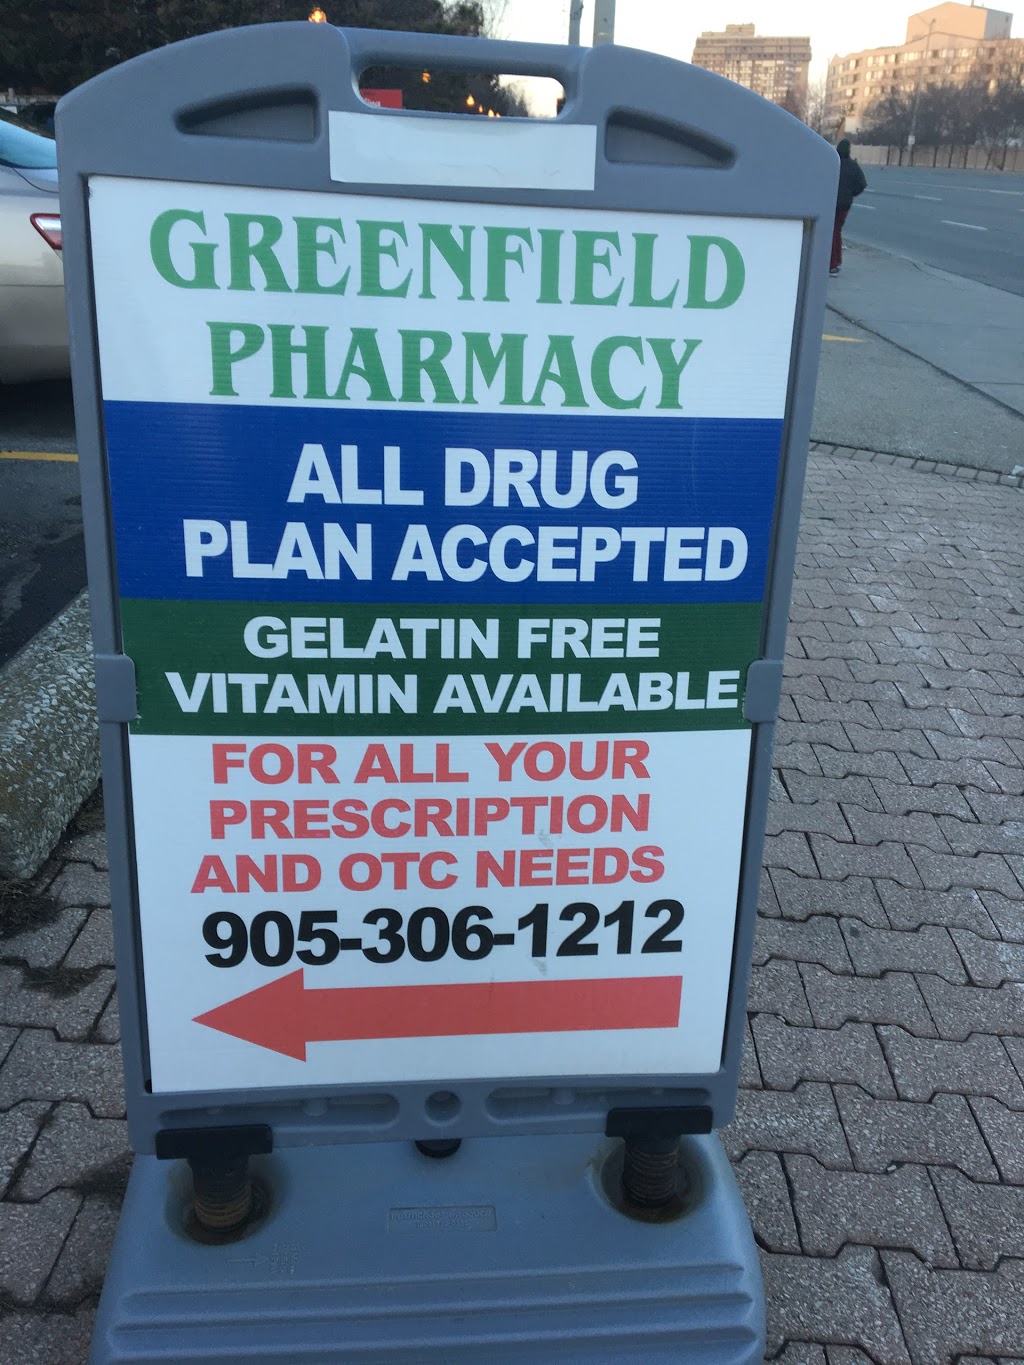 GREENFIELD
PHARMACY
ALL DRUG
PLAN ACCEPTED
GELATIN FREE
VITAMIN AVAILABLE
FOR ALL YOUR
PRESCRIPTION
AND OTC NEEDS
905-306-1212